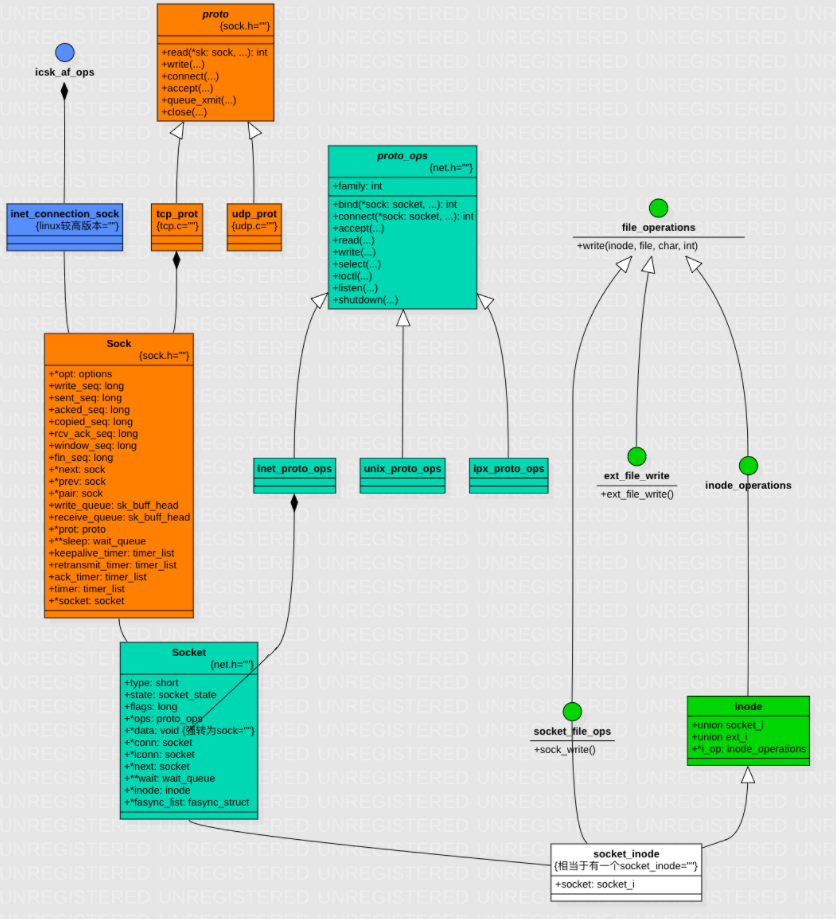 proto
{sock.h=""}
+read(*sk: sock, ...): int
+write(...)
+connect(...)
+accept(...)
+queue_xmit(...)
+close(...)
icsk_af_ops
inet_connection_sock
{linux较高版本=""}
tcp_prot
{tcp.c=""}
udp_prot
{udp.c=""}
proto_ops
{net.h=""}
+family: int
+bind(*sock: socket, ...): int
+connect(*sock: socket, ...): int
+accept(...)
+read(...)
+write(...)
+select(...)
+ioctl(...)
+listen(...)
+shutdown(...)
file_operations
+write(inode, file, char, int)
Sock
{sock.h=""}
+*opt: options
+write_seq: long
+sent_seq: long
+acked_seq: long
+copied_seq: long
+rcv_ack_seq: long
+window_seq: long
+fin_seq: long
+*next: sock
+*prev: sock
+*pair: sock
+write_queue: sk_buff_head
+receive_queue: sk_buff_head
+*prot: proto
+**sleep: wait_queue
+keepalive_timer: timer_list
+retransmit_timer: timer_list
+ack_timer: timer_list
+timer: timer_list
+*socket: socket
inet_proto_ops
unix_proto_ops
ipx_proto_ops
ext_file_write
+ext_file_write()
inode_operations
Socket
{net.h=""}
+type: short
+state: socket_state
+flags: long
+*ops: proto_ops
+*data: void {强转为sock=""}
+*conn: socket
+*iconn: socket
+*next: socket
+**wait: wait_queue
+*inode: inode
+*fasync_list: fasync_struct
socket_file_ops
+sock_write()
inode
+union socket_i
+union ext_i
+*i_op: inode_operations
socket_inode
{相当于有一个socket_inode=""}
+socket: socket_i